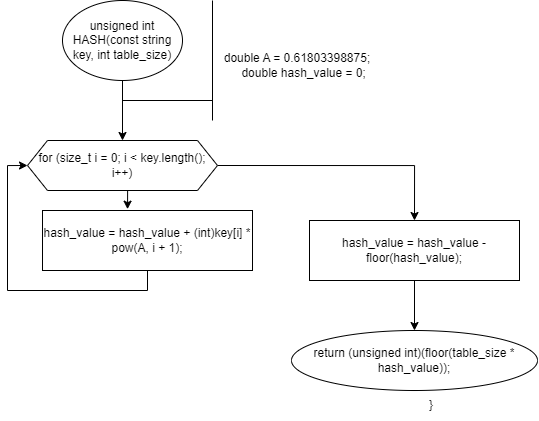 unsigned int
HASH(const string
key, int table_size)
double A = 0.61803398875;
double hash_value = 0;
for (size_t i = 0; i < key.length();
i++)
hash_value = hash_value + (int)key[i] *
pow(A, i + 1);
hash_value = hash_value -
floor(hash_value);
return (unsigned int)(floor(table_size *
hash_value));
}